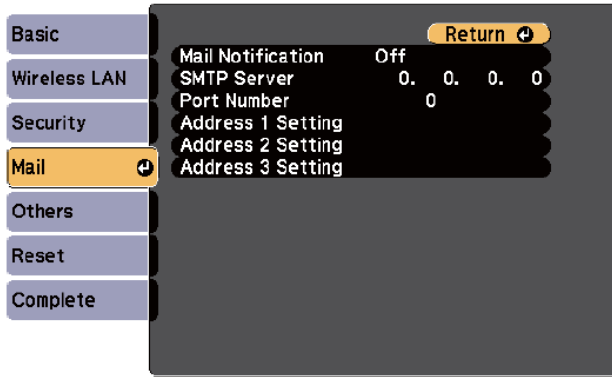 Basic
Wireless LAN
Security
Mail
Others
Reset
Complete
Return
Mail Notification Off
SMTP Server 0. 0. 0. 0
Port Number 0
Address 1 Setting
Address 2 Setting
Address 3 Setting